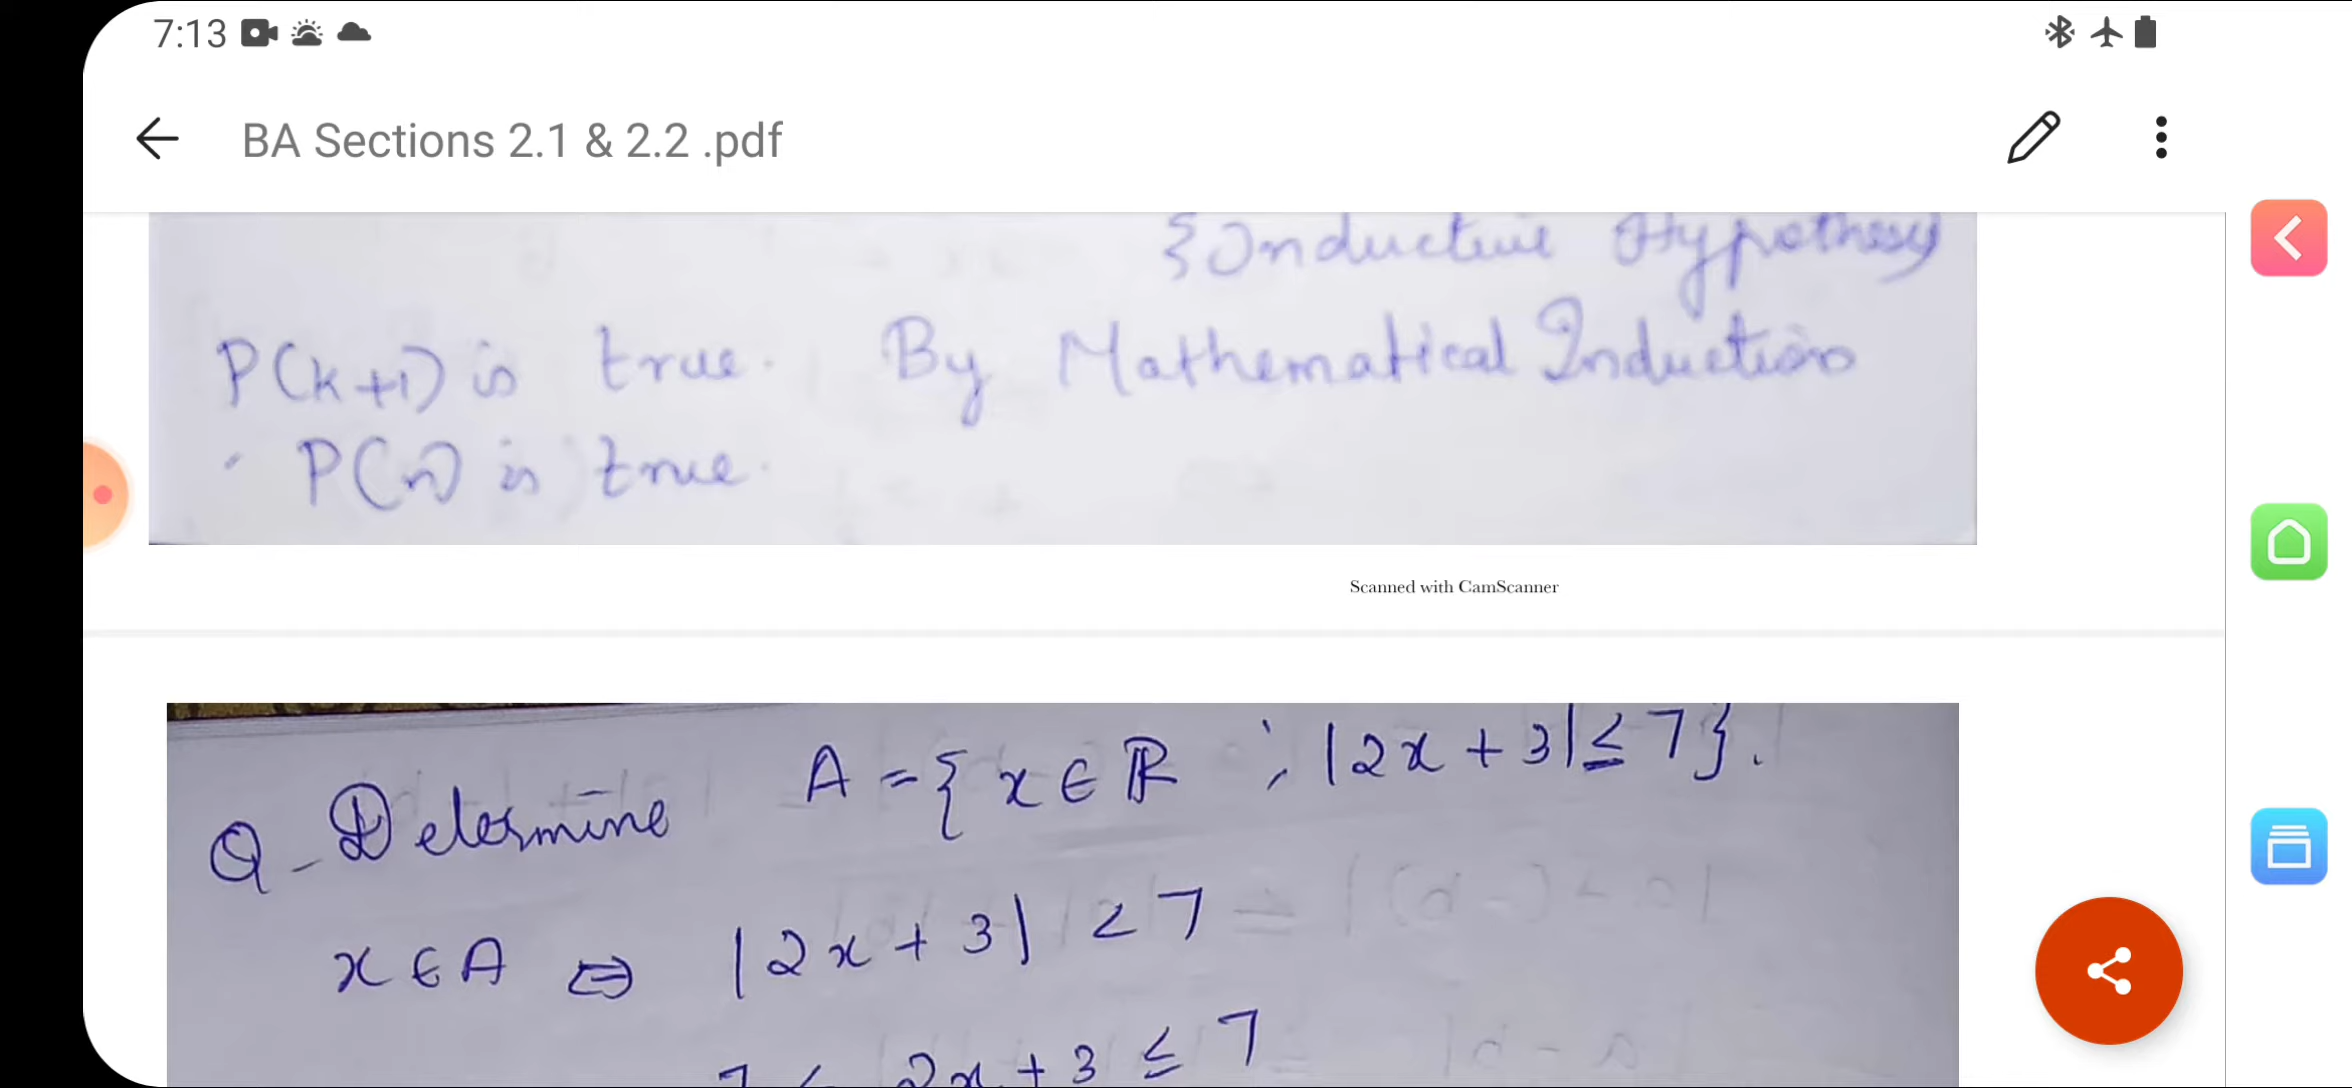 7:13
BA Sections 2.1 & 2.2 .pdf
{Inductive Hypothesis
P(k+1) is true. By Mathematical Induction
P(n) is true.
Scanned with CamScanner
Q- Determine A = { x ∈ ℝ ; |2x + 3| ≤ 7}.
x ∈ A ⇔ |2x + 3| < 7
7 ≤ 2x + 3 ≤ 7